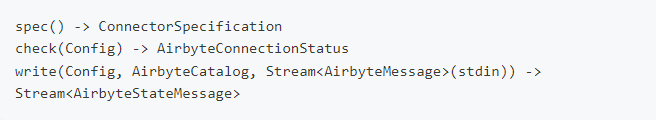 spec() -> ConnectorSpecification
check(Config) -> AirbyteConnectionStatus
write(Config, AirbyteCatalog, Stream<AirbyteMessage>(stdin)) ->
Stream<AirbyteStateMessage>